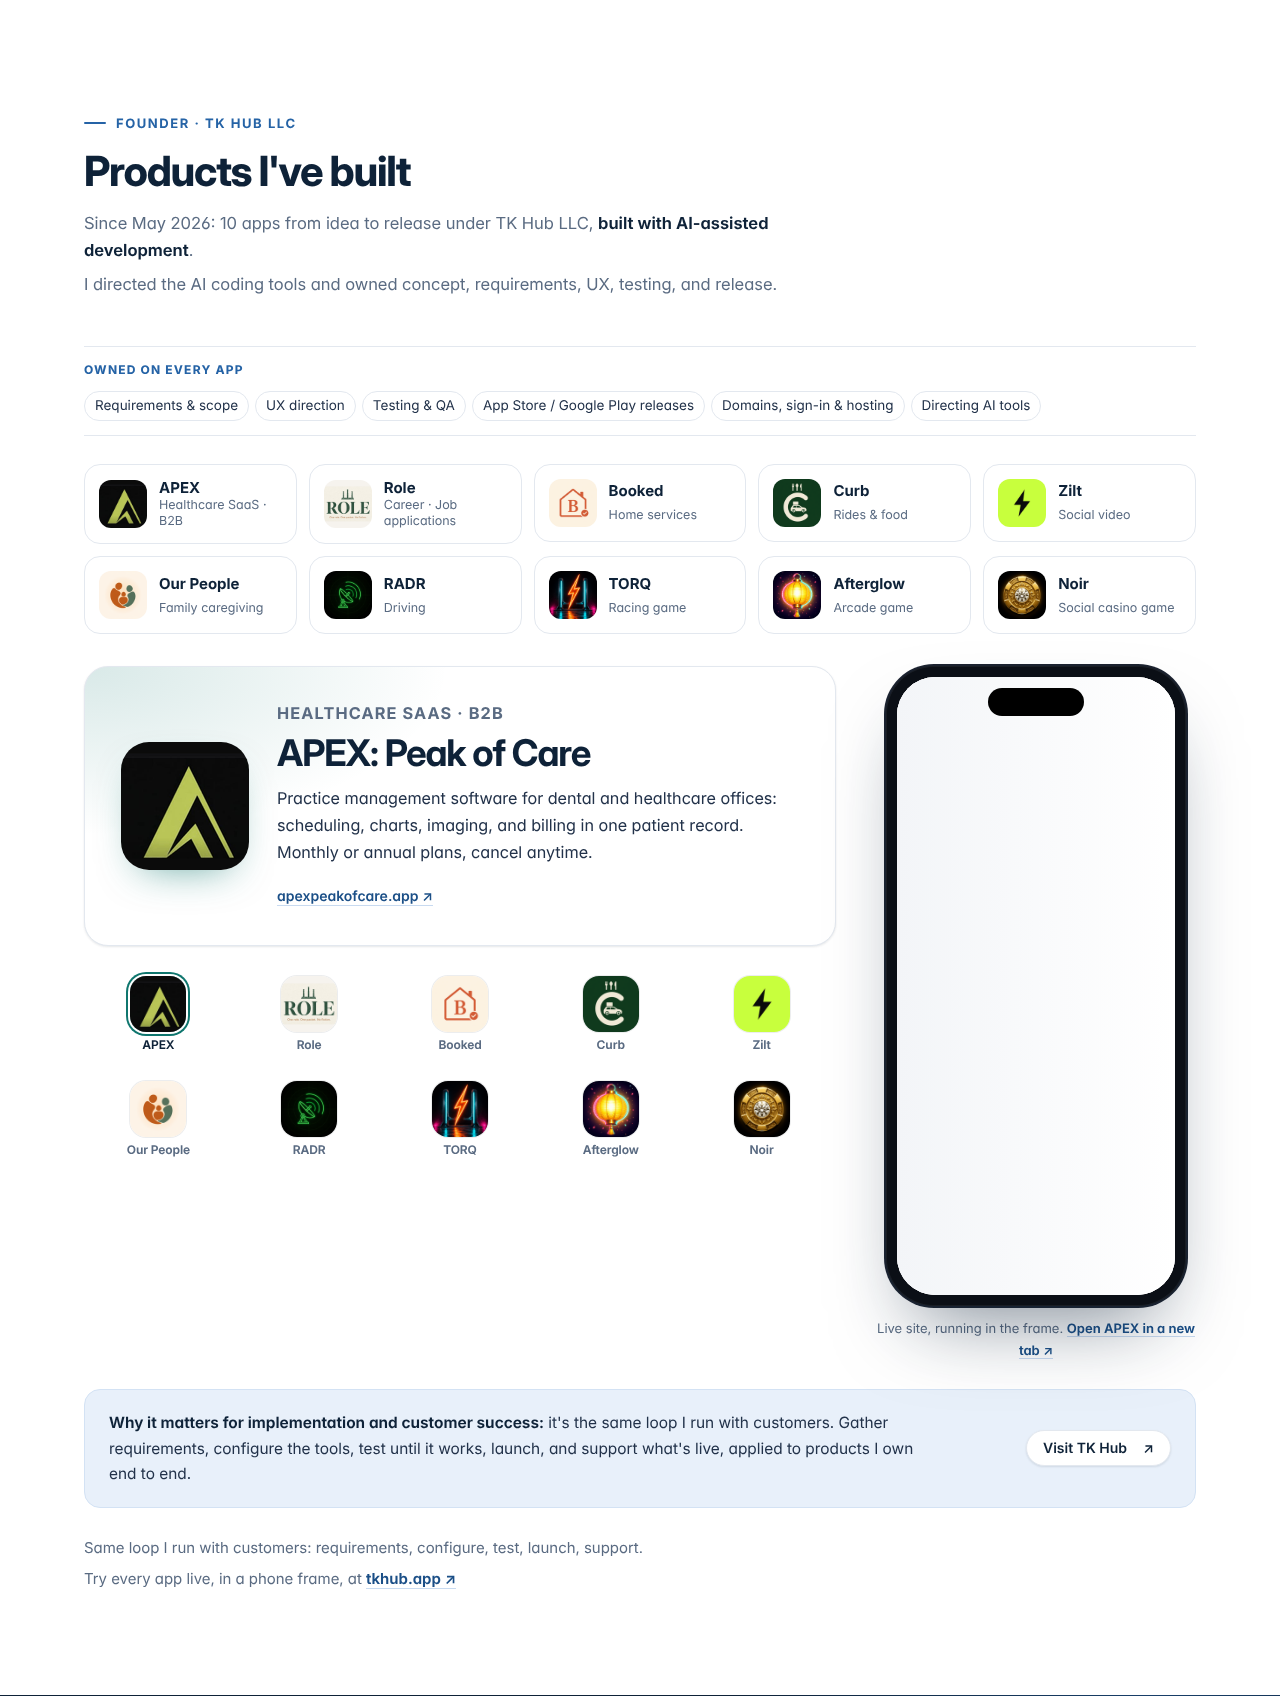 FOUNDER · TK HUB LLC
Products I've built
Since May 2026: 10 apps from idea to release under TK Hub LLC, built with AI-assisted
development.
I directed the AI coding tools and owned concept, requirements, UX, testing, and release.
OWNED ON EVERY APP
Requirements & scope
UX direction
Testing & QA
App Store / Google Play releases
Domains, sign-in & hosting
Directing AI tools
APEX
Healthcare SaaS ·
B2B
ROLE
Role
Career · Job
applications
B
Booked
Home services
Curb
Rides & food
Zilt
Social video
Our People
Family caregiving
RADR
Driving
TORQ
Racing game
Afterglow
Arcade game
Noir
Social casino game
HEALTHCARE SAAS · B2B
APEX: Peak of Care
Practice management software for dental and healthcare offices:
scheduling, charts, imaging, and billing in one patient record.
Monthly or annual plans, cancel anytime.
apexpeakofcare.app ↗
APEX
ROLE
Role
B
Booked
Curb
Zilt
Our People
RADR
TORQ
Afterglow
Noir
Live site, running in the frame. Open APEX in a new
tab ↗
Why it matters for implementation and customer success: it's the same loop I run with customers. Gather
requirements, configure the tools, test until it works, launch, and support what's live, applied to products I own
end to end.
Visit TK Hub ↗
Same loop I run with customers: requirements, configure, test, launch, support.
Try every app live, in a phone frame, at tkhub.app ↗